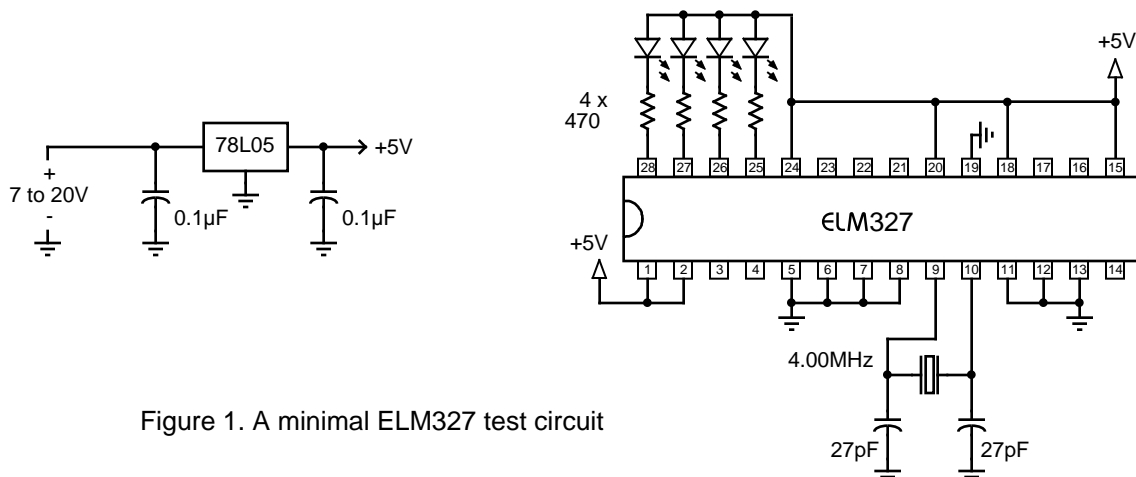 78L05
+5V
+
7 to 20V
-
0.1µF
0.1µF
4 x
470
+5V
28 27 26 25 24 23 22 21 20 19 18 17 16 15
ELM327
+5V
1 2 3 4 5 6 7 8 9 10 11 12 13 14
4.00MHz
27pF
27pF
Figure 1. A minimal ELM327 test circuit